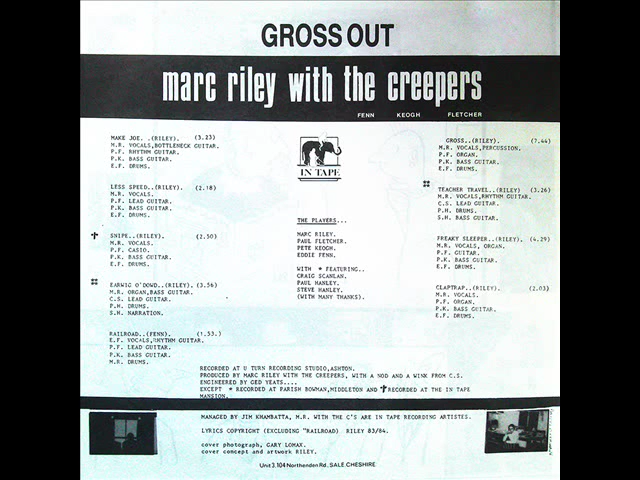 GROSS OUT
marc riley with the creepers
FENN KEOGH FLETCHER
MAKE JOE. .(RILEY). (3.23)
M.R. VOCALS,BOTTLENECK GUITAR.
P.F. RHYTHM GUITAR.
P.K. BASS GUITAR.
E.F. DRUMS.
LESS SPEED..(RILEY). (2.18)
M.R. VOCALS.
P.F. LEAD GUITAR.
P.K. BASS GUITAR.
E.F. DRUMS.
✝ SNIPE..(RILEY). (2.50)
M.R. VOCALS.
P.F. CASIO.
P.K. BASS GUITAR.
E.F. DRUMS.
EARWIG O'DOWD..(RILEY).(3.56)
M.R. ORGAN,BASS GUITAR.
C.S. LEAD GUITAR.
P.H. DRUMS.
S.H. NARRATION.
RAILROAD..(FENN). (1.53.)
E.F. VOCALS,RHYTHM GUITAR.
P.F. LEAD GUITAR.
P.K. BASS GUITAR.
M.R. DRUMS.
IN TAPE
THE PLAYERS...
MARC RILEY.
PAUL FLETCHER.
PETE KEOGH.
EDDIE FENN.
WITH * FEATURING..
CRAIG SCANLAN.
PAUL HANLEY.
STEVE HANLEY.
(WITH MANY THANKS).
GROSS..(RILEY). (7.44)
M.R. VOCALS,PERCUSSION.
P.F. ORGAN.
P.K. BASS GUITAR.
E.F. DRUMS.
TEACHER TRAVEL..(RILEY) (3.26)
M.R. VOCALS,RHYTHM GUITAR.
C.S. LEAD GUITAR.
P.H. DRUMS.
S.H. BASS GUITAR.
FREAKY SLEEPER..(RILEY). (4.29)
M.R. VOCALS, ORGAN.
P.F. GUITAR.
P.K. BASS GUITAR.
E.F. DRUMS.
CLAPTRAP..(RILEY). (2.03)
M.R. VOCALS.
P.F. ORGAN.
P.K. BASS GUITAR.
E.F. DRUMS.
RECORDED AT U TURN RECORDING STUDIO,ASHTON.
PRODUCED BY MARC RILEY WITH THE CREEPERS, WITH A NOD AND A WINK FROM C.S.
ENGINEERED BY GED YEATS....
EXCEPT * RECORDED AT PARISH BOWMAN,MIDDLETON AND ✝RECORDED AT THE IN TAPE
MANSION.
MANAGED BY JIM KHAMBATTA, M.R. WITH THE C'S ARE IN TAPE RECORDING ARTISTES.
LYRICS COPYRIGHT (EXCLUDING "RAILROAD) RILEY 83/84.
cover photograph, GARY LOMAX.
cover concept and artwork RILEY.
Unit 3, 104 Northenden Rd., SALE, CHESHIRE